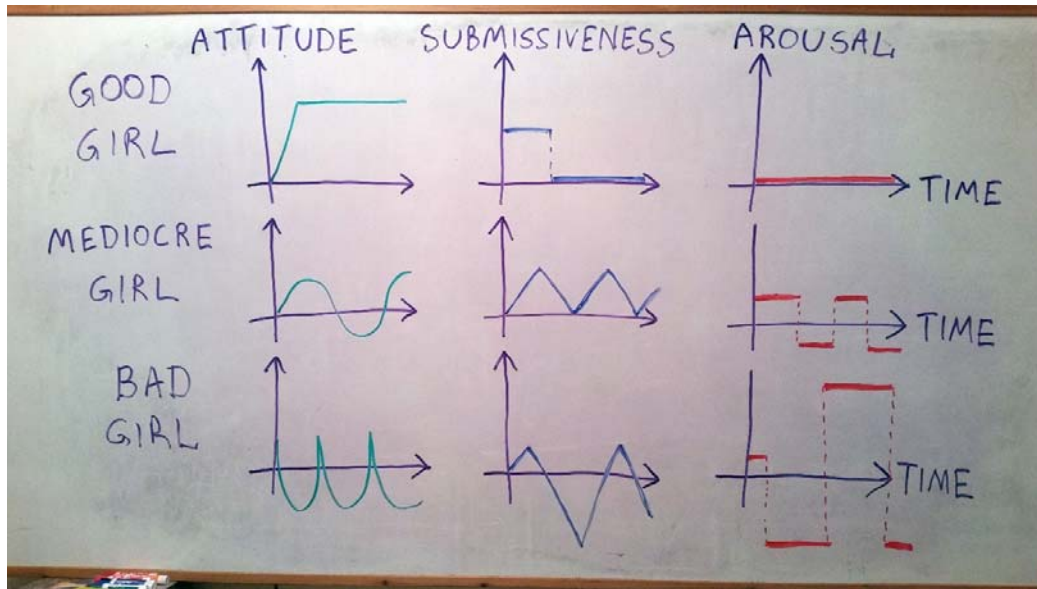 ATTITUDE SUBMISSIVENESS AROUSAL
GOOD
GIRL
TIME
MEDIOCRE
GIRL
TIME
BAD
GIRL
TIME